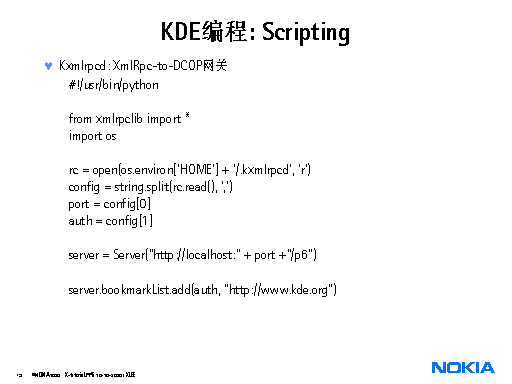 KDE编程: Scripting
♥ Kxmlrpcd: XmlRpc-to-DCOP网关
#!/usr/bin/python
from xmlrpclib import *
import os
rc = open(os.environ['HOME'] + '/.kxmlrpcd', 'r')
config = string.split(rc.read(), ',')
port = config[0]
auth = config[1]
server = Server("http://localhost:" + port +"/p6")
server.bookmarkList.add(auth, "http://www.kde.org")
NOKIA